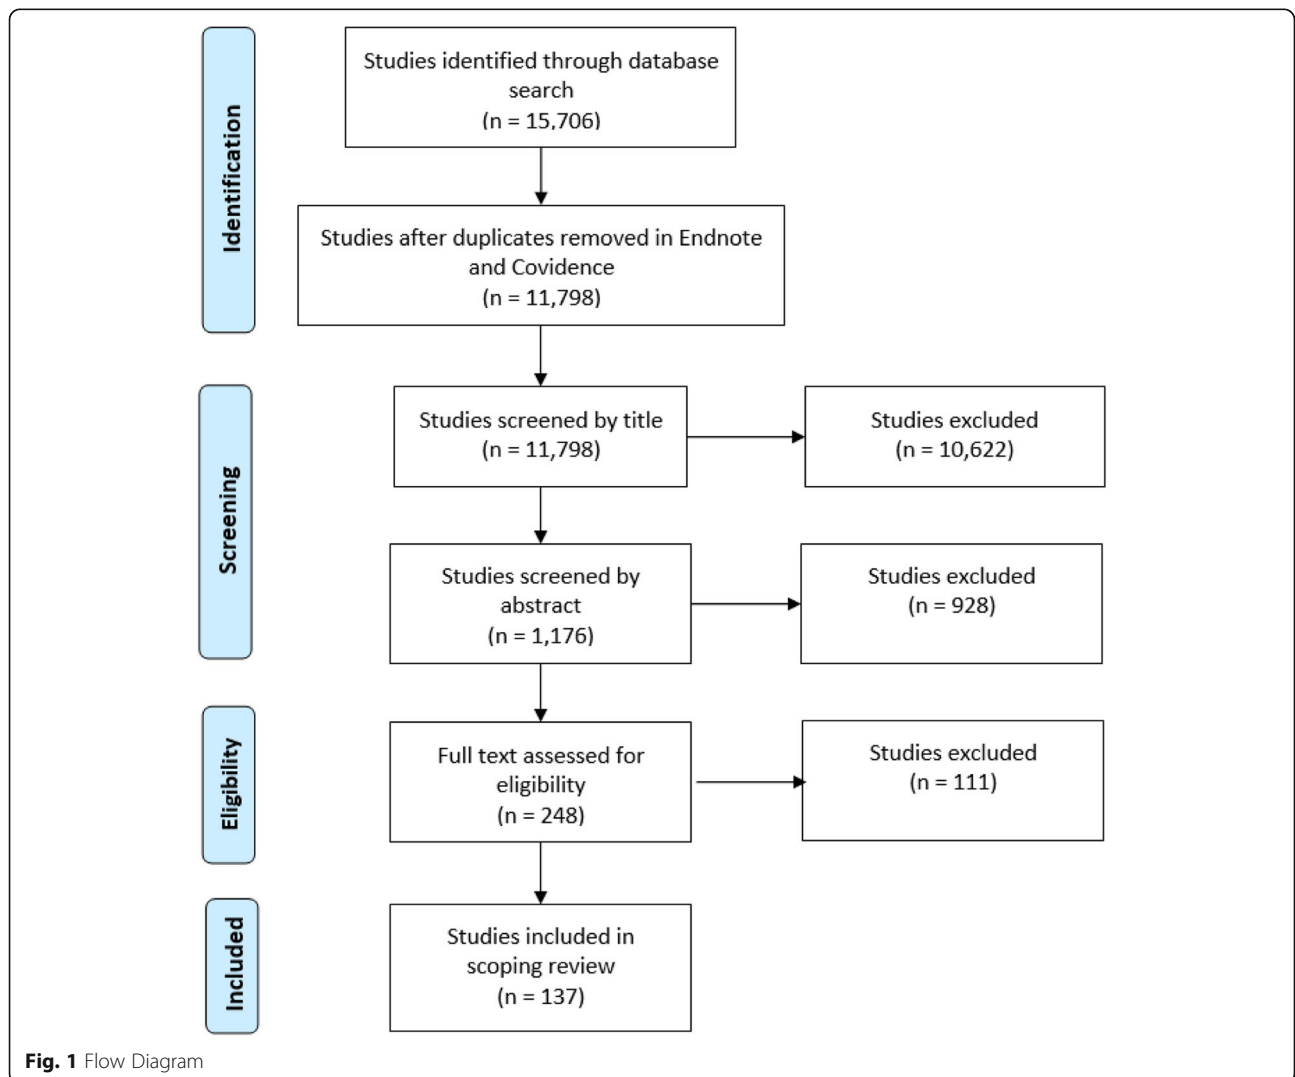 Identification
Studies identified through database
search
(n = 15,706)
Studies after duplicates removed in Endnote
and Covidence
(n = 11,798)
Screening
Studies screened by title
(n = 11,798)
Studies excluded
(n = 10,622)
Studies screened by
abstract
(n = 1,176)
Studies excluded
(n = 928)
Eligibility
Full text assessed for
eligibility
(n = 248)
Studies excluded
(n = 111)
Included
Studies included in
scoping review
(n = 137)
Fig. 1 Flow Diagram